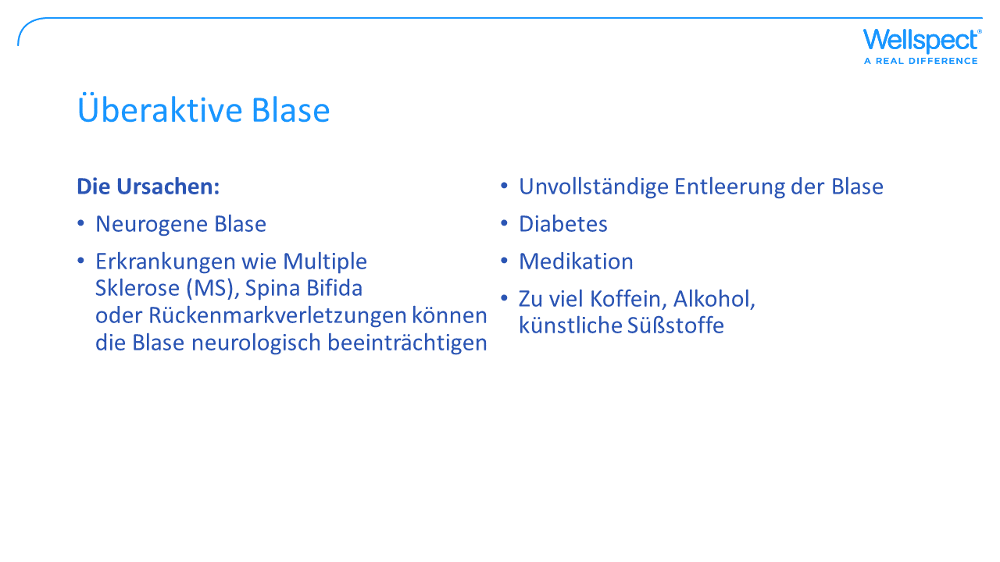 Wellspect®
A REAL DIFFERENCE
Überaktive Blase
Die Ursachen:
• Neurogene Blase
• Erkrankungen wie Multiple
Sklerose (MS), Spina Bifida
oder Rückenmarkverletzungen können
die Blase neurologisch beeinträchtigen
• Unvollständige Entleerung der Blase
• Diabetes
• Medikation
• Zu viel Koffein, Alkohol,
künstliche Süßstoffe